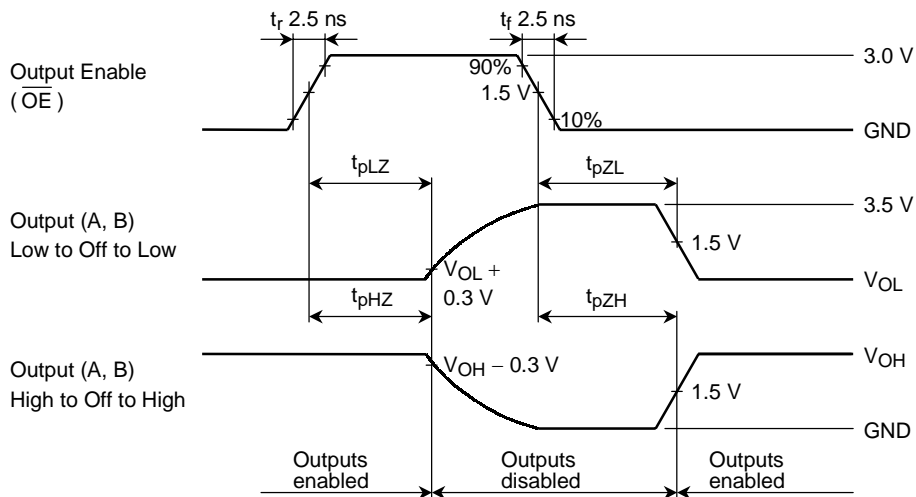 tr 2.5 ns
tf 2.5 ns
Output Enable
( OE )
90%
1.5 V
10%
3.0 V
GND
tpLZ
tpZL
Output (A, B)
Low to Off to Low
3.5 V
1.5 V
VOL +
0.3 V
VOL
tpHZ
tpZH
Output (A, B)
High to Off to High
VOH − 0.3 V
VOH
1.5 V
GND
Outputs
enabled
Outputs
disabled
Outputs
enabled